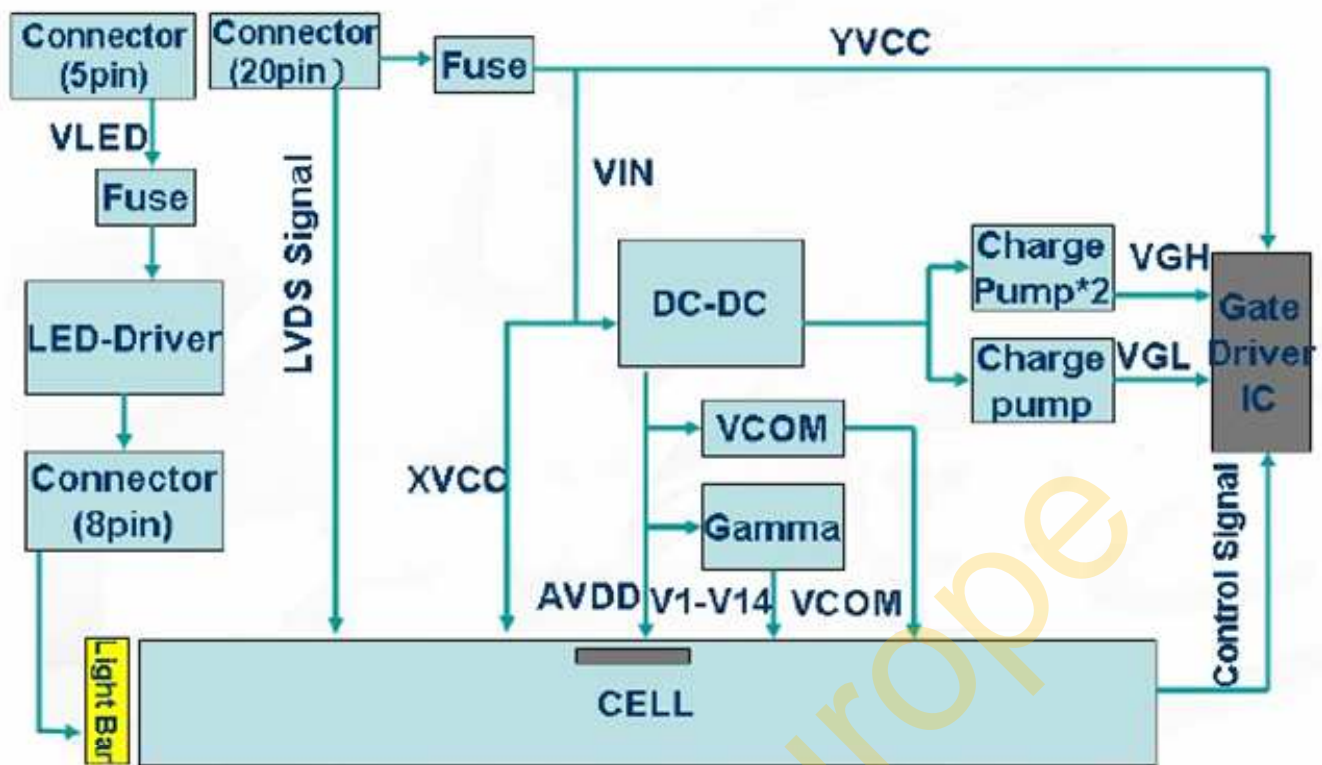 Connector
(5pin)
Connector
(20pin)
Fuse
YVCC
VLED
Fuse
LVDS Signal
VIN
LED-Driver
DC-DC
Charge
Pump*2
VGH
Charge
pump
VGL
Gate
Driver
IC
Connector
(8pin)
XVCC
VCOM
Gamma
AVDD
V1-V14
VCOM
Control Signal
Light Bar
CELL
urope